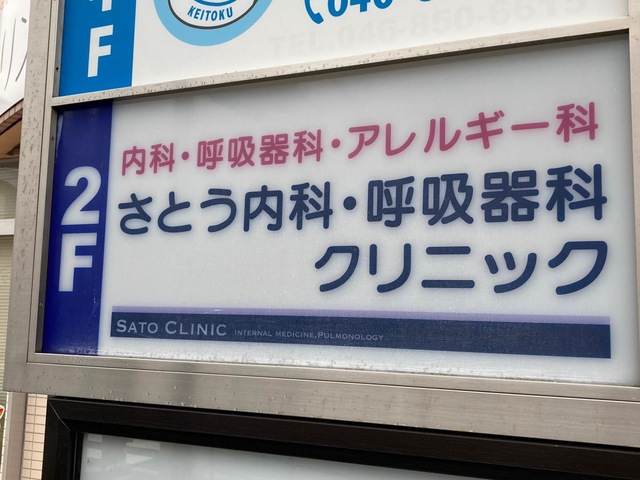 1F
KEITOKU
2F
内科・呼吸器科・アレルギー科
さとう内科・呼吸器科
クリニック
SATO CLINIC INTERNAL MEDICINE,PULMONOLOGY